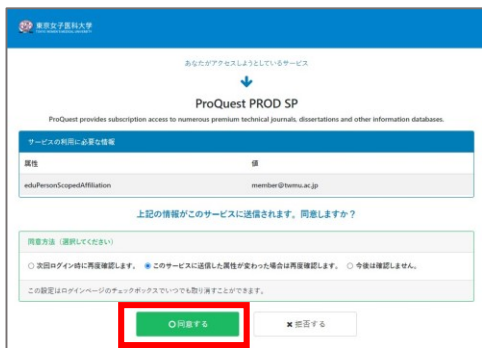 東京女子医科大学
TOKYO WOMEN'S MEDICAL UNIVERSITY
あなたがアクセスしようとしているサービス
ProQuest PROD SP
ProQuest provides subscription access to numerous premium technical journals, dissertations and other information databases.
サービスの利用に必要な情報
属性 値
eduPersonScopedAffiliation member@twmu.ac.jp
上記の情報がこのサービスに送信されます。同意しますか？
同意方法（選択してください）
次回ログイン時に再度確認します。 このサービスに送信した属性が変わった場合は再度確認します。 今後は確認しません。
この設定はログインページのチェックボックスでいつでも取り消すことができます。
同意する 拒否する